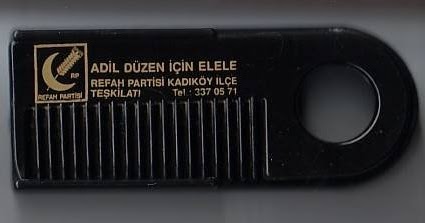 RP
REFAH PARTİSİ
ADİL DÜZEN İÇİN ELELE
REFAH PARTİSİ KADIKÖY İLÇE
TEŞKİLATI Tel : 337 05 71